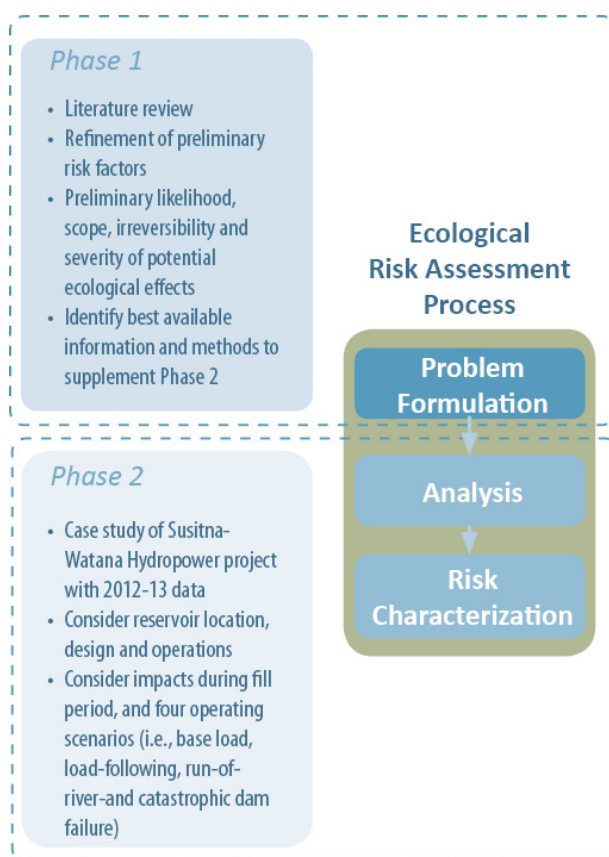 Phase 1
• Literature review
• Refinement of preliminary
risk factors
• Preliminary likelihood,
scope, irreversibility and
severity of potential
ecological effects
• Identify best available
information and methods to
supplement Phase 2
Ecological
Risk Assessment
Process
Problem
Formulation
Analysis
Risk
Characterization
Phase 2
• Case study of Susitna-
Watana Hydropower project
with 2012-13 data
• Consider reservoir location,
design and operations
• Consider impacts during fill
period, and four operating
scenarios (i.e., base load,
load-following, run-of-
river-and catastrophic dam
failure)